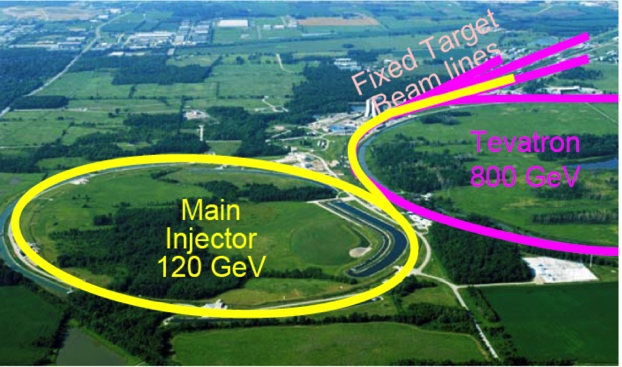 Fixed Target
Beam lines
Tevatron
800 GeV
Main
Injector
120 GeV